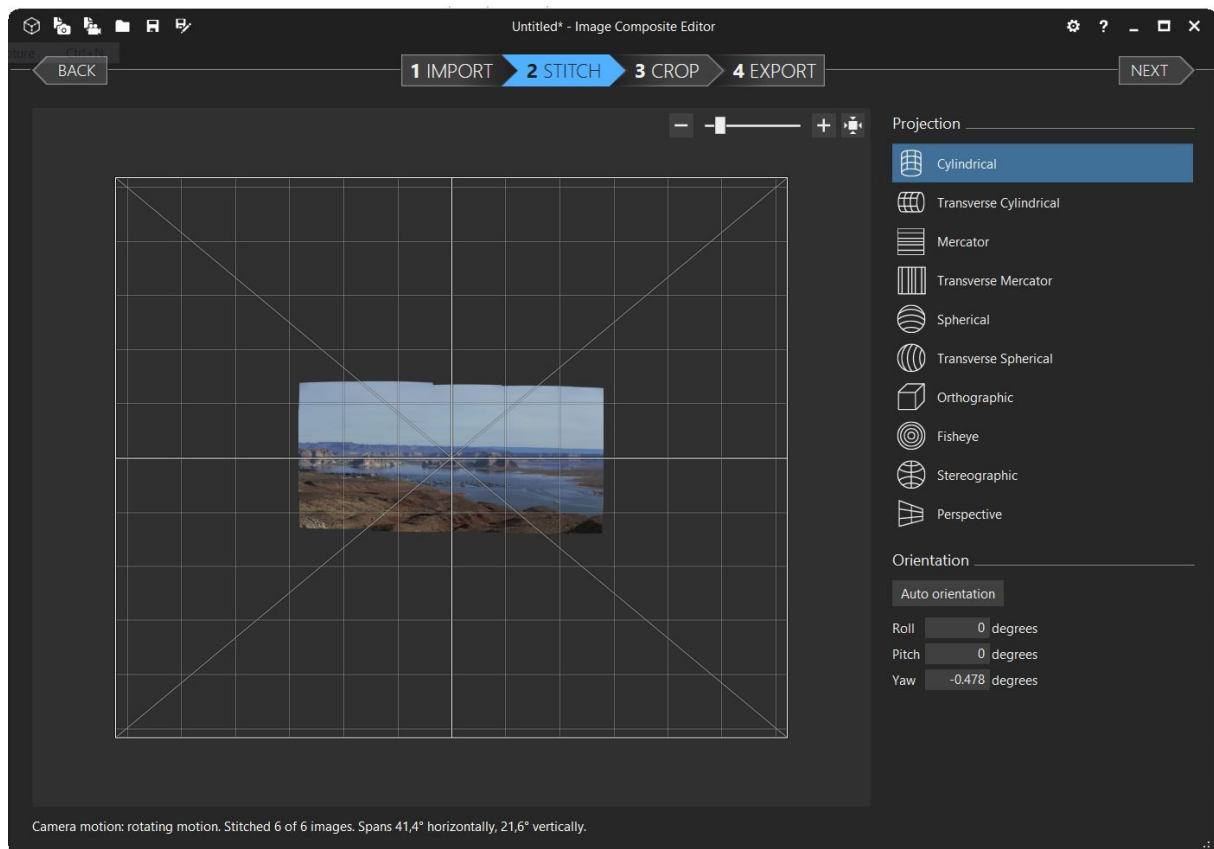 Untitled* - Image Composite Editor
?
ture Ctrl+N
BACK
1 IMPORT
2 STITCH
3 CROP
4 EXPORT
NEXT
Projection
Cylindrical
Transverse Cylindrical
Mercator
Transverse Mercator
Spherical
Transverse Spherical
Orthographic
Fisheye
Stereographic
Perspective
Orientation
Auto orientation
Roll 0 degrees
Pitch 0 degrees
Yaw -0.478 degrees
Camera motion: rotating motion. Stitched 6 of 6 images. Spans 41,4° horizontally, 21,6° vertically.